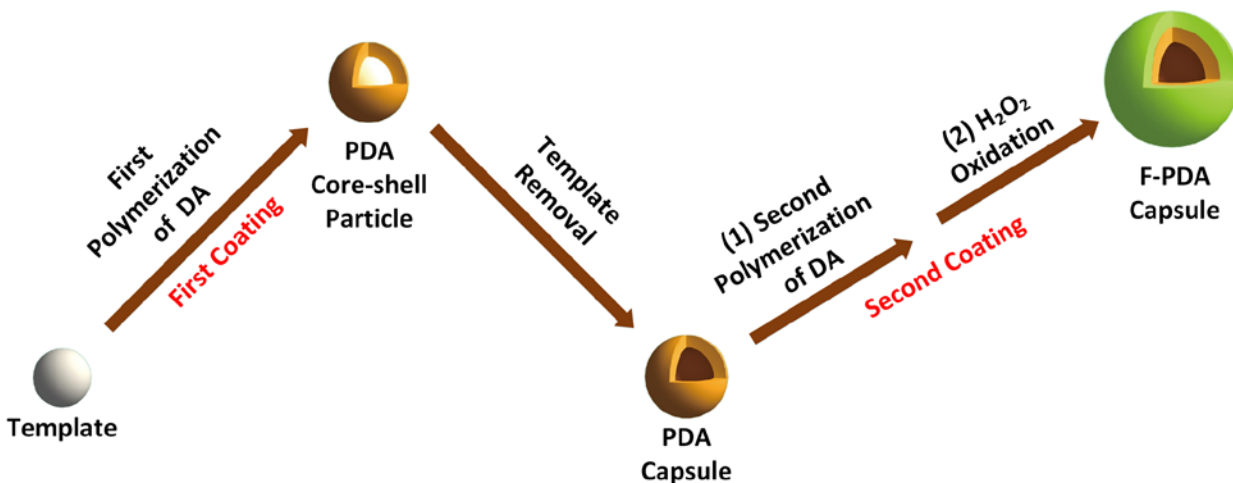 Template
First
Polymerization
of DA
First Coating
PDA
Core-shell
Particle
Template
Removal
PDA
Capsule
(1) Second
Polymerization
of DA
(2) H₂O₂
Oxidation
Second Coating
F-PDA
Capsule